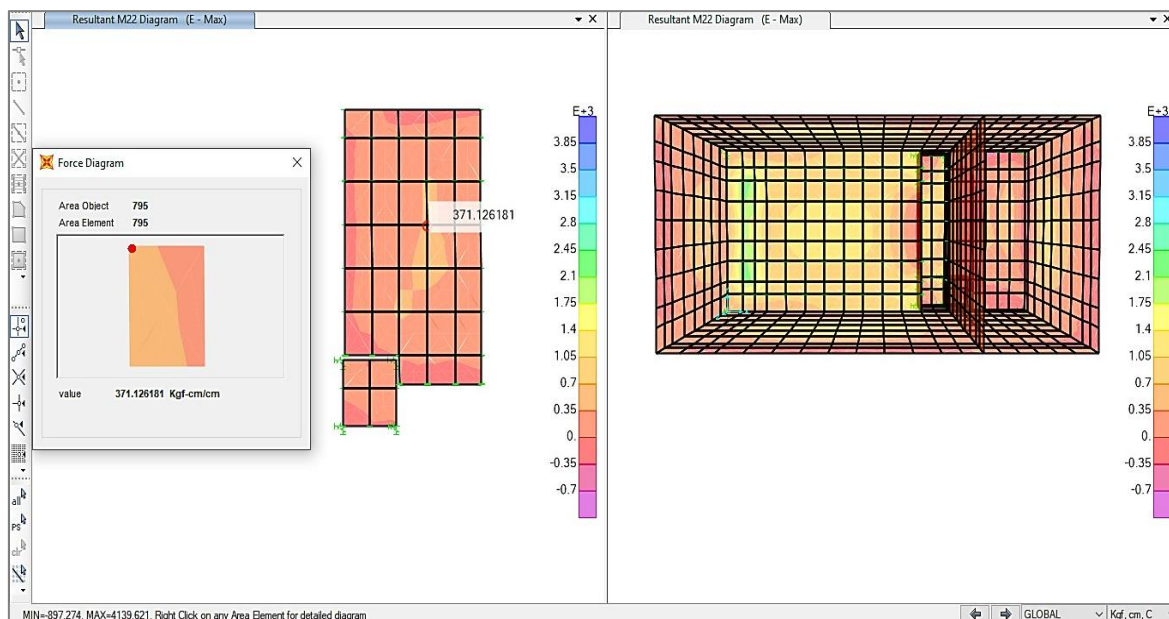 Resultant M22 Diagram (E - Max)
Resultant M22 Diagram (E - Max)
Force Diagram
Area Object 795
Area Element 795
value 371.126181 Kgf-cm/cm
371.126181
E+3
3.85
3.5
3.15
2.8
2.45
2.1
1.75
1.4
1.05
0.7
0.35
0.
-0.35
-0.7
E+3
3.85
3.5
3.15
2.8
2.45
2.1
1.75
1.4
1.05
0.7
0.35
0.
-0.35
-0.7
all
PS
clr
MIN=-897.274, MAX=4139.621, Right Click on any Area Element for detailed diagram
GLOBAL
Kgf, cm, C